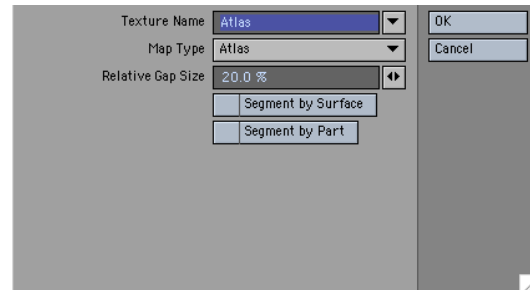 Texture Name Atlas OK
Map Type Atlas Cancel
Relative Gap Size 20.0 %
Segment by Surface
Segment by Part